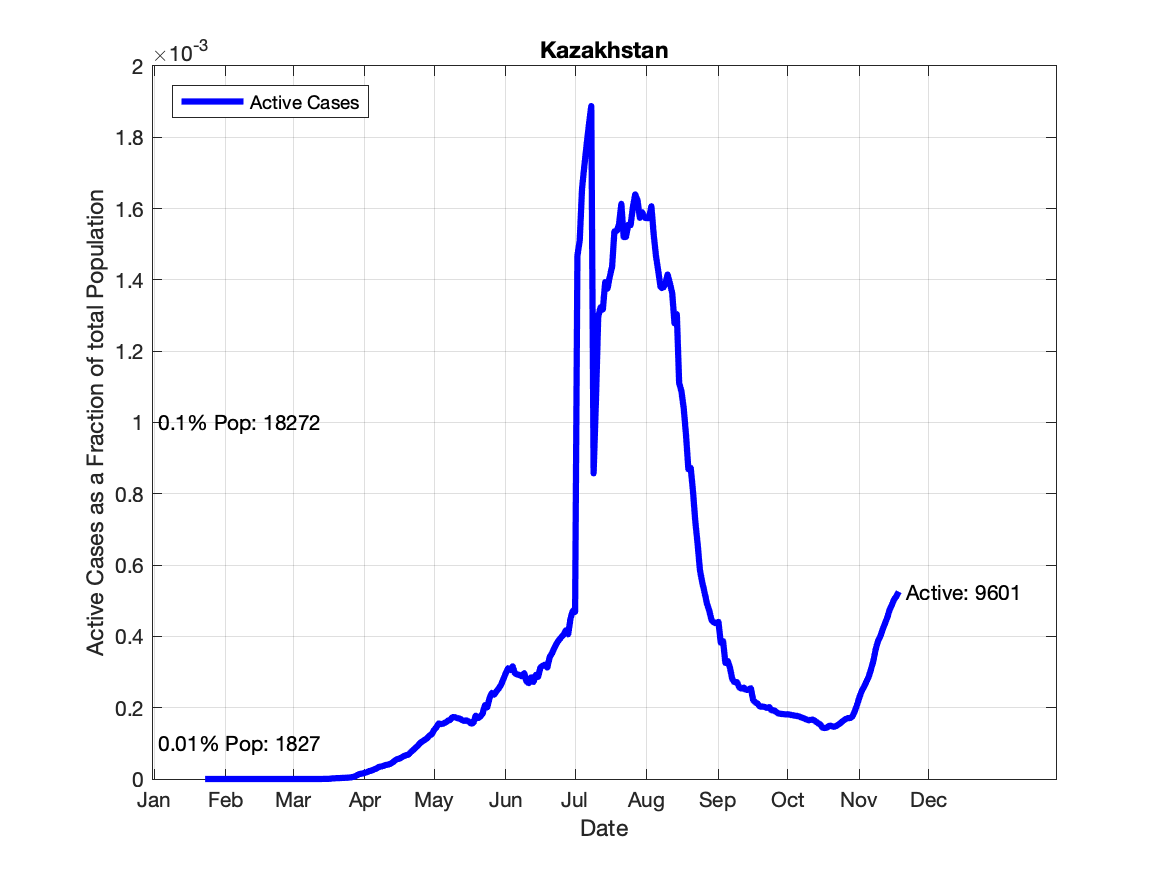 Kazakhstan
×10-3
2
1.8
1.6
1.4
1.2
1
0.8
0.6
0.4
0.2
0
Active Cases as a Fraction of total Population
Active Cases
0.1% Pop: 18272
0.01% Pop: 1827
Active: 9601
Jan Feb Mar Apr May Jun Jul Aug Sep Oct Nov Dec
Date